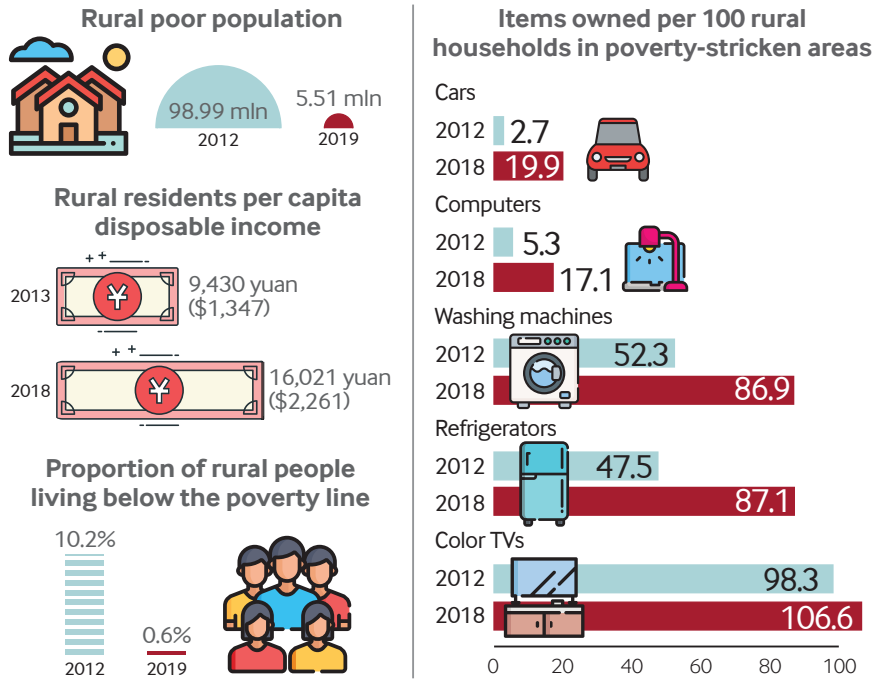 Rural poor population
98.99 mln
2012
5.51 mln
2019
Rural residents per capita
disposable income
2013
¥
9,430 yuan
($1,347)
2018
¥
16,021 yuan
($2,261)
Proportion of rural people
living below the poverty line
10.2%
2012
0.6%
2019
Items owned per 100 rural
households in poverty-stricken areas
Cars
2012 2.7
2018 19.9
Computers
2012 5.3
2018 17.1
Washing machines
2012 52.3
2018 86.9
Refrigerators
2012 47.5
2018 87.1
Color TVs
2012 98.3
2018 106.6
0 20 40 60 80 100